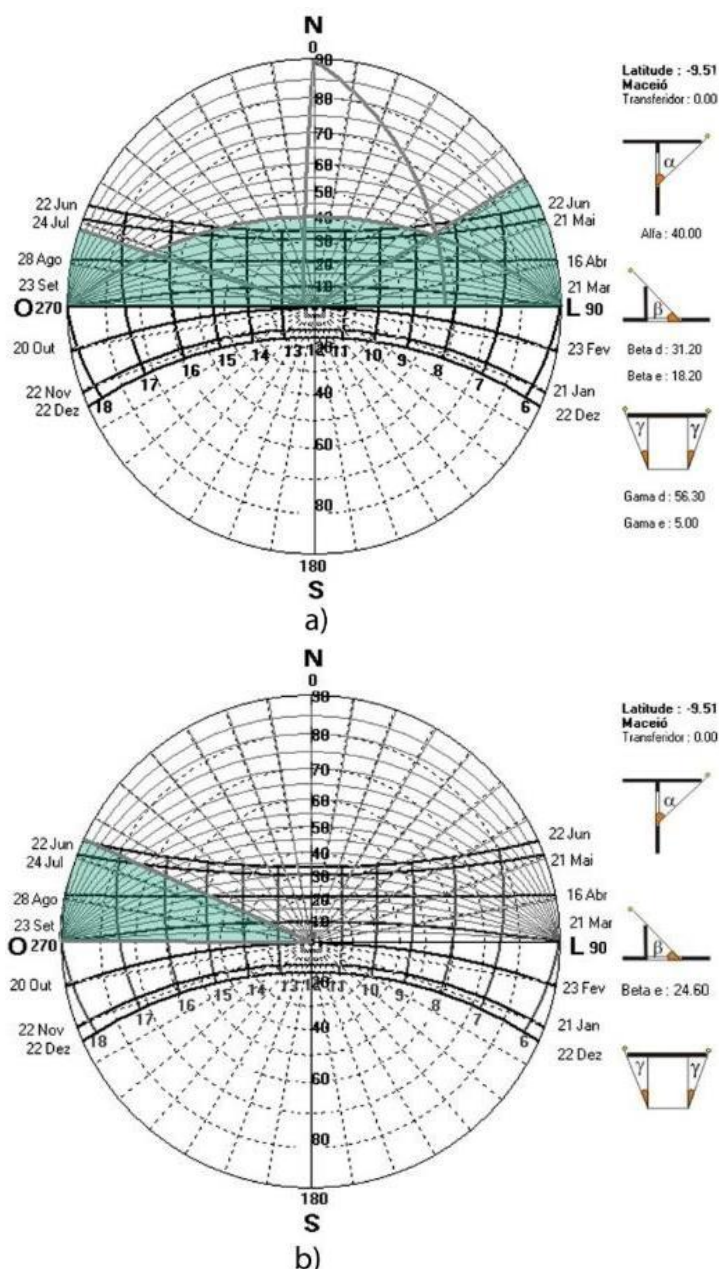 N
0
90
80
70
60
50
40
30
20
10
22 Jun
24 Jul
28 Ago
23 Set
O 270
20 Out
22 Nov
22 Dez
22 Jun
21 Mai
16 Abr
21 Mar
L 90
23 Fev
21 Jan
22 Dez
18 17 16 15 14 13 12 11 10 9 8 7 6
20
40
60
80
180
S
a)
Latitude : -9.51
Maceió
Transferidor : 0.00
α
Alfa : 40.00
β
Beta d : 31.20
Beta e : 18.20
γ γ
Gama d : 56.30
Gama e : 5.00
N
0
90
80
70
60
50
40
30
20
10
22 Jun
24 Jul
28 Ago
23 Set
O 270
20 Out
22 Nov
22 Dez
22 Jun
21 Mai
16 Abr
21 Mar
L 90
23 Fev
21 Jan
22 Dez
18 17 16 15 14 13 12 11 10 9 8 7 6
20
40
60
80
180
S
b)
Latitude : -9.51
Maceió
Transferidor : 0.00
α
β
Beta e : 24.60
γ γ